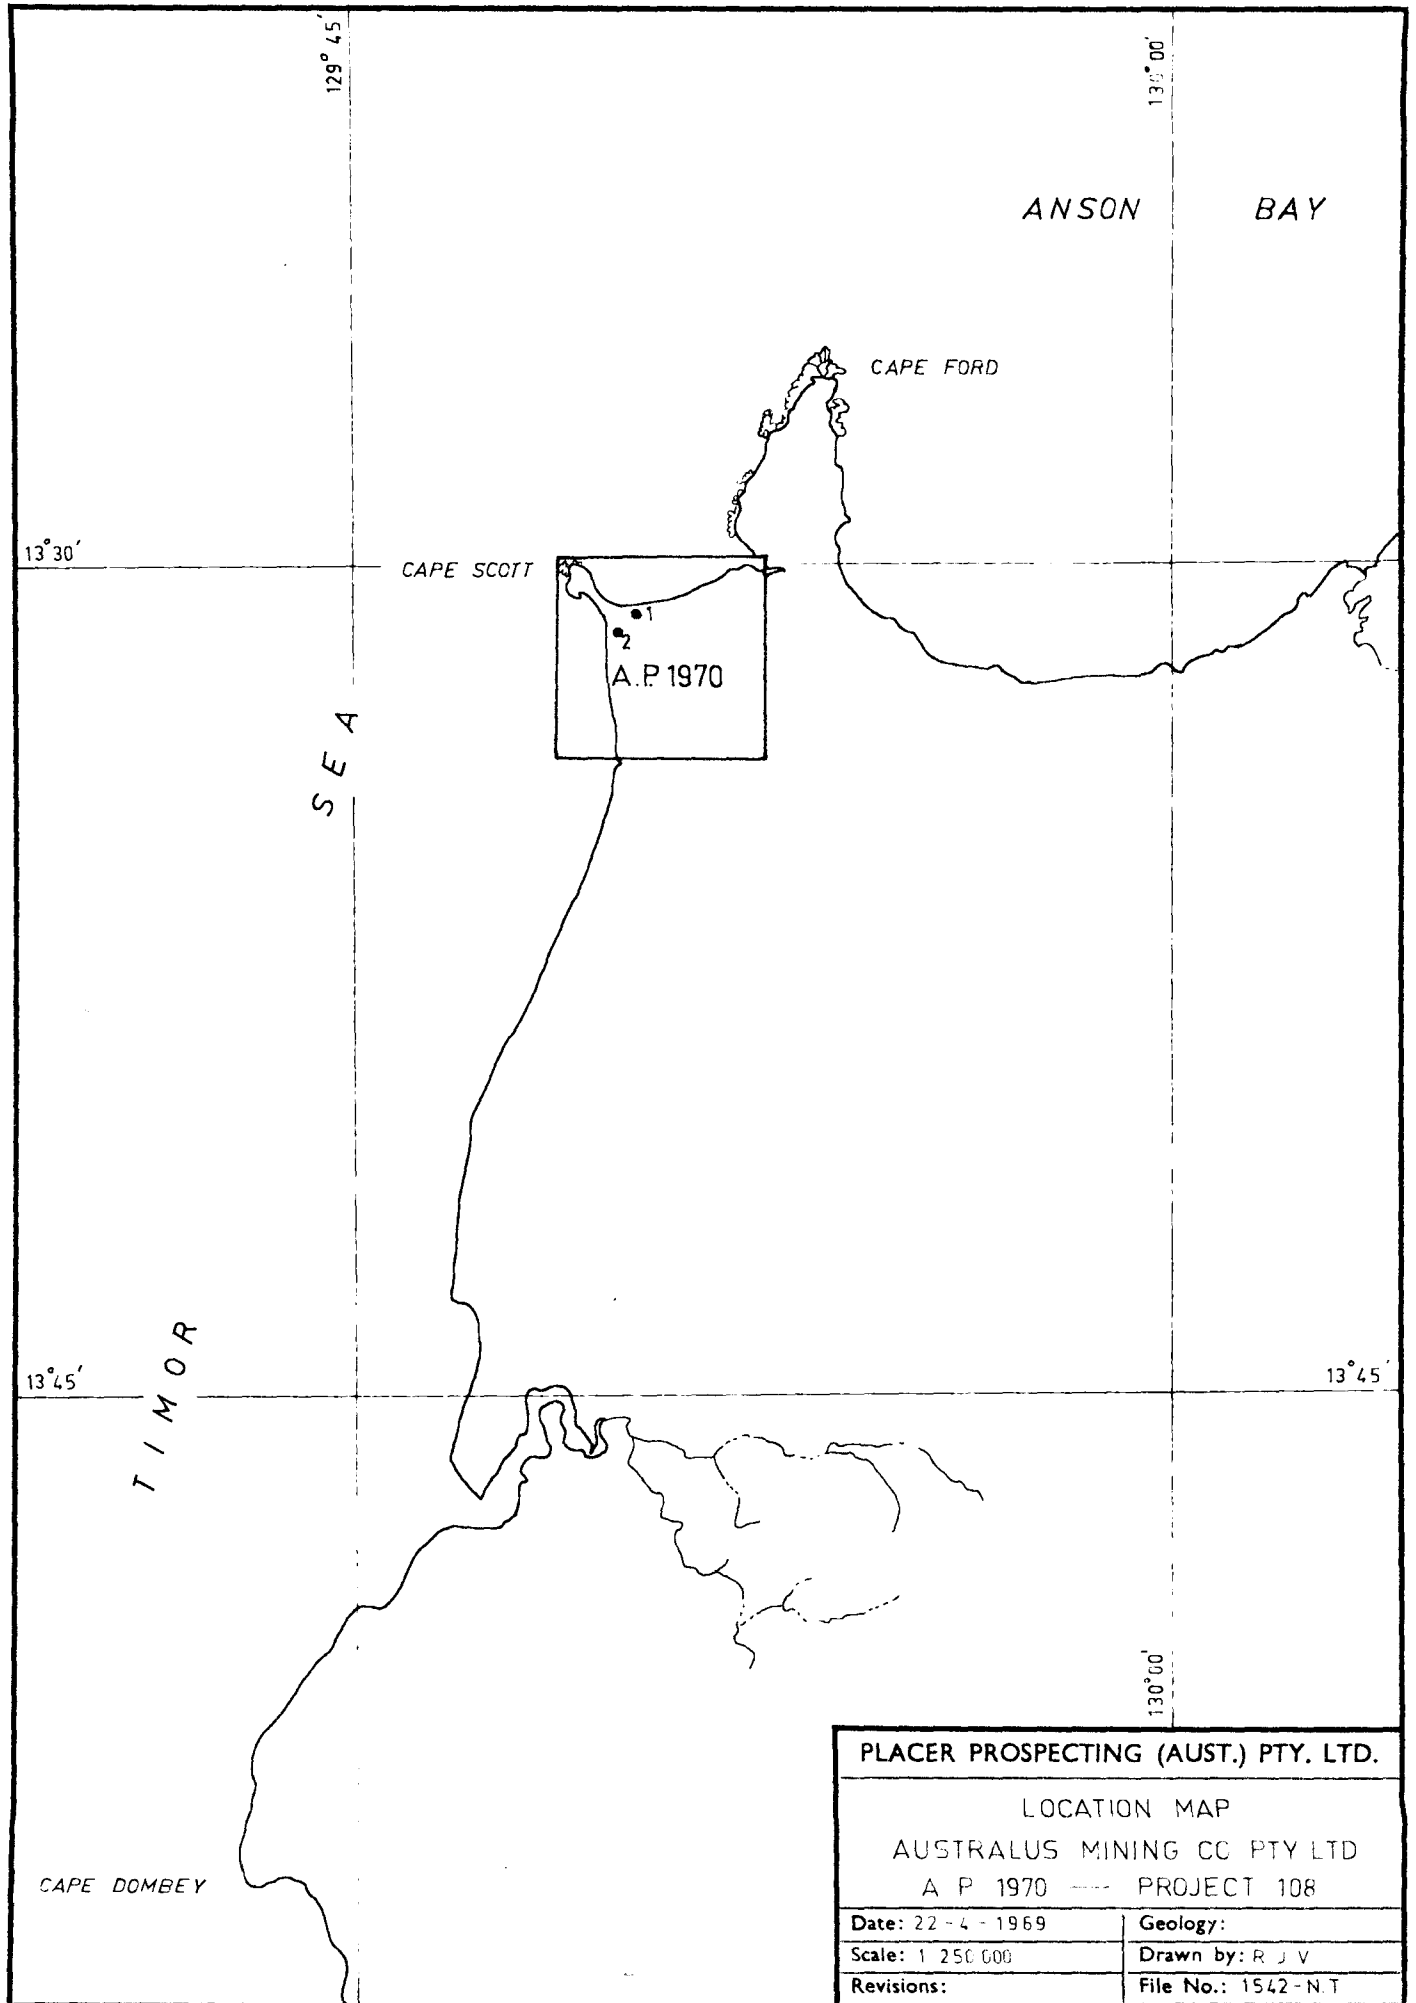 129° 45'
130° 00'
ANSON BAY
CAPE FORD
13° 30'
CAPE SCOTT
1
2
A.P. 1970
SEA
TIMOR
13° 45'
13° 45'
130° 00'
CAPE DOMBEY
PLACER PROSPECTING (AUST.) PTY. LTD.
LOCATION MAP
AUSTRALUS MINING CO PTY LTD
A P 1970 --- PROJECT 108
Date: 22 - 4 - 1969
Geology:
Scale: 1 250 000
Drawn by: R J V
Revisions:
File No.: 1542 - N.T